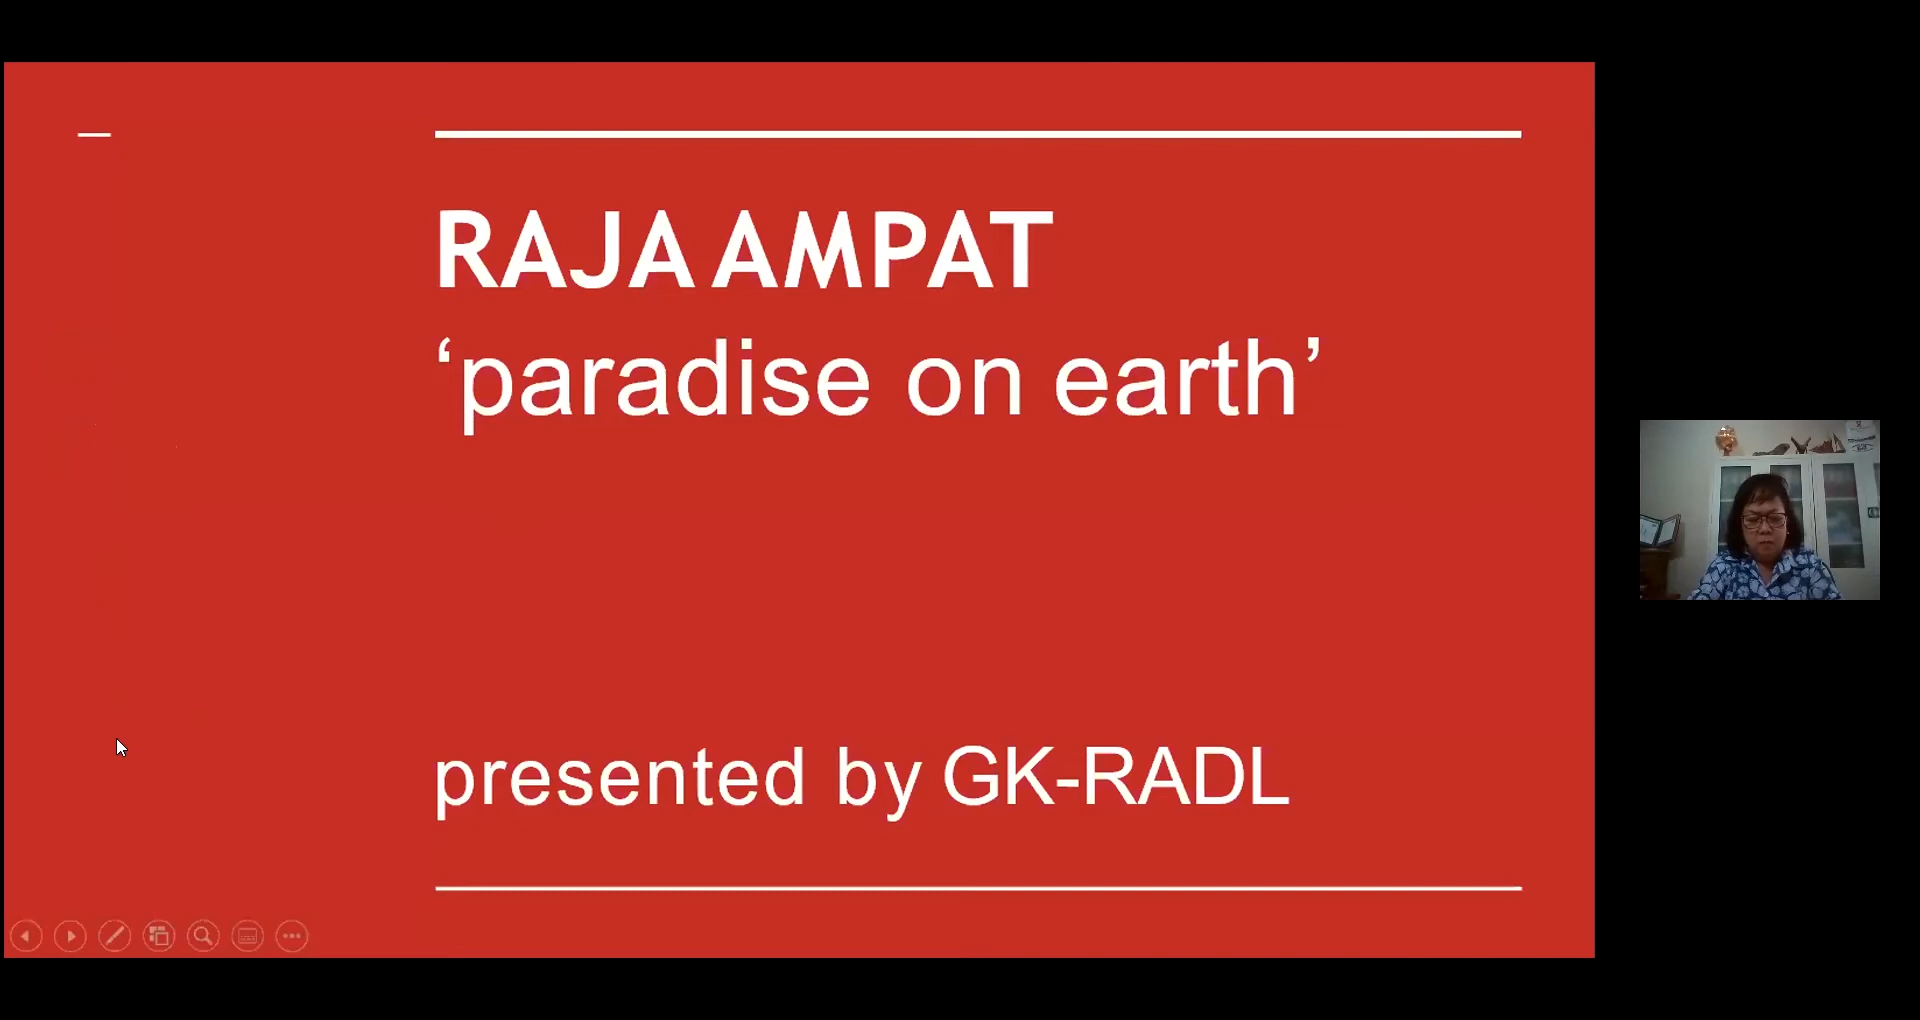 RAJA AMPAT
‘paradise on earth’
presented by GK-RADL